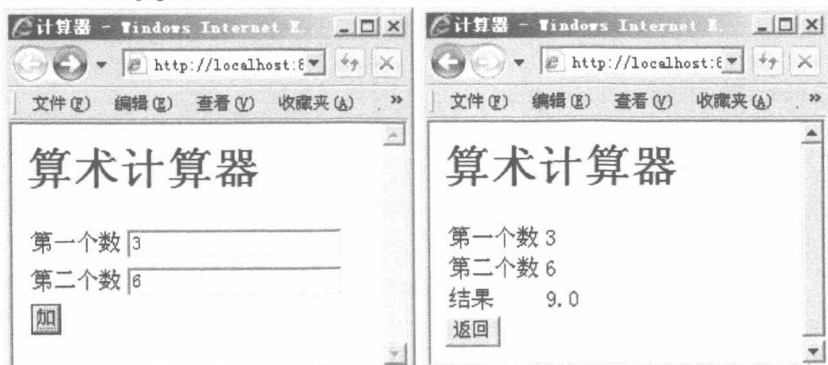 计算器 - Windows Internet E...
http://localhost:8
文件(F) 编辑(E) 查看(V) 收藏夹(A) »
算术计算器
第一个数 3
第二个数 6
加
计算器 - Windows Internet E.
http://localhost:8
文件(F) 编辑(E) 查看(V) 收藏夹(A) »
算术计算器
第一个数 3
第二个数 6
结果 9.0
返回